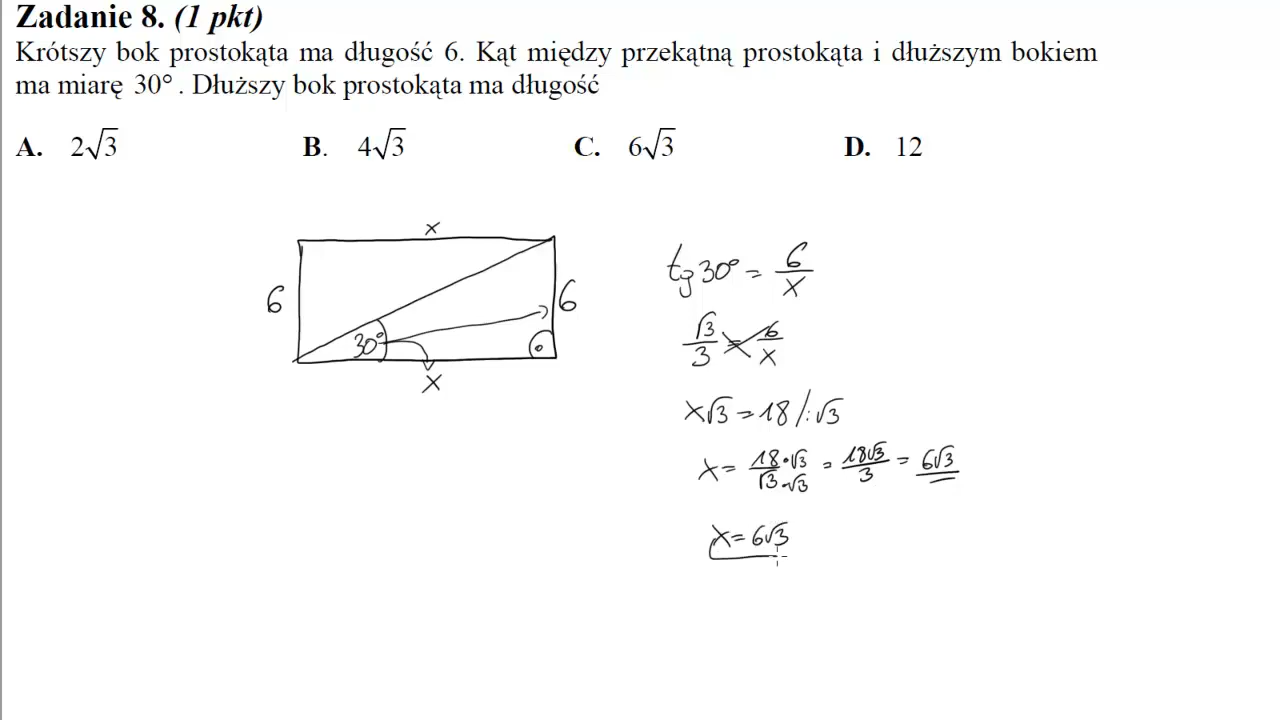 Zadanie 8. (1 pkt)
Krótszy bok prostokąta ma długość 6. Kąt między przekątną prostokąta i dłuższym bokiem
ma miarę 30° . Dłuższy bok prostokąta ma długość
A. 2√3 B. 4√3 C. 6√3 D. 12
x
6
6
30°
x
tg30° = 6/x
√3/3 = 6/x
x√3 = 18 /:√3
x = 18·√3/√3·√3 = 18√3/3 = 6√3
x = 6√3